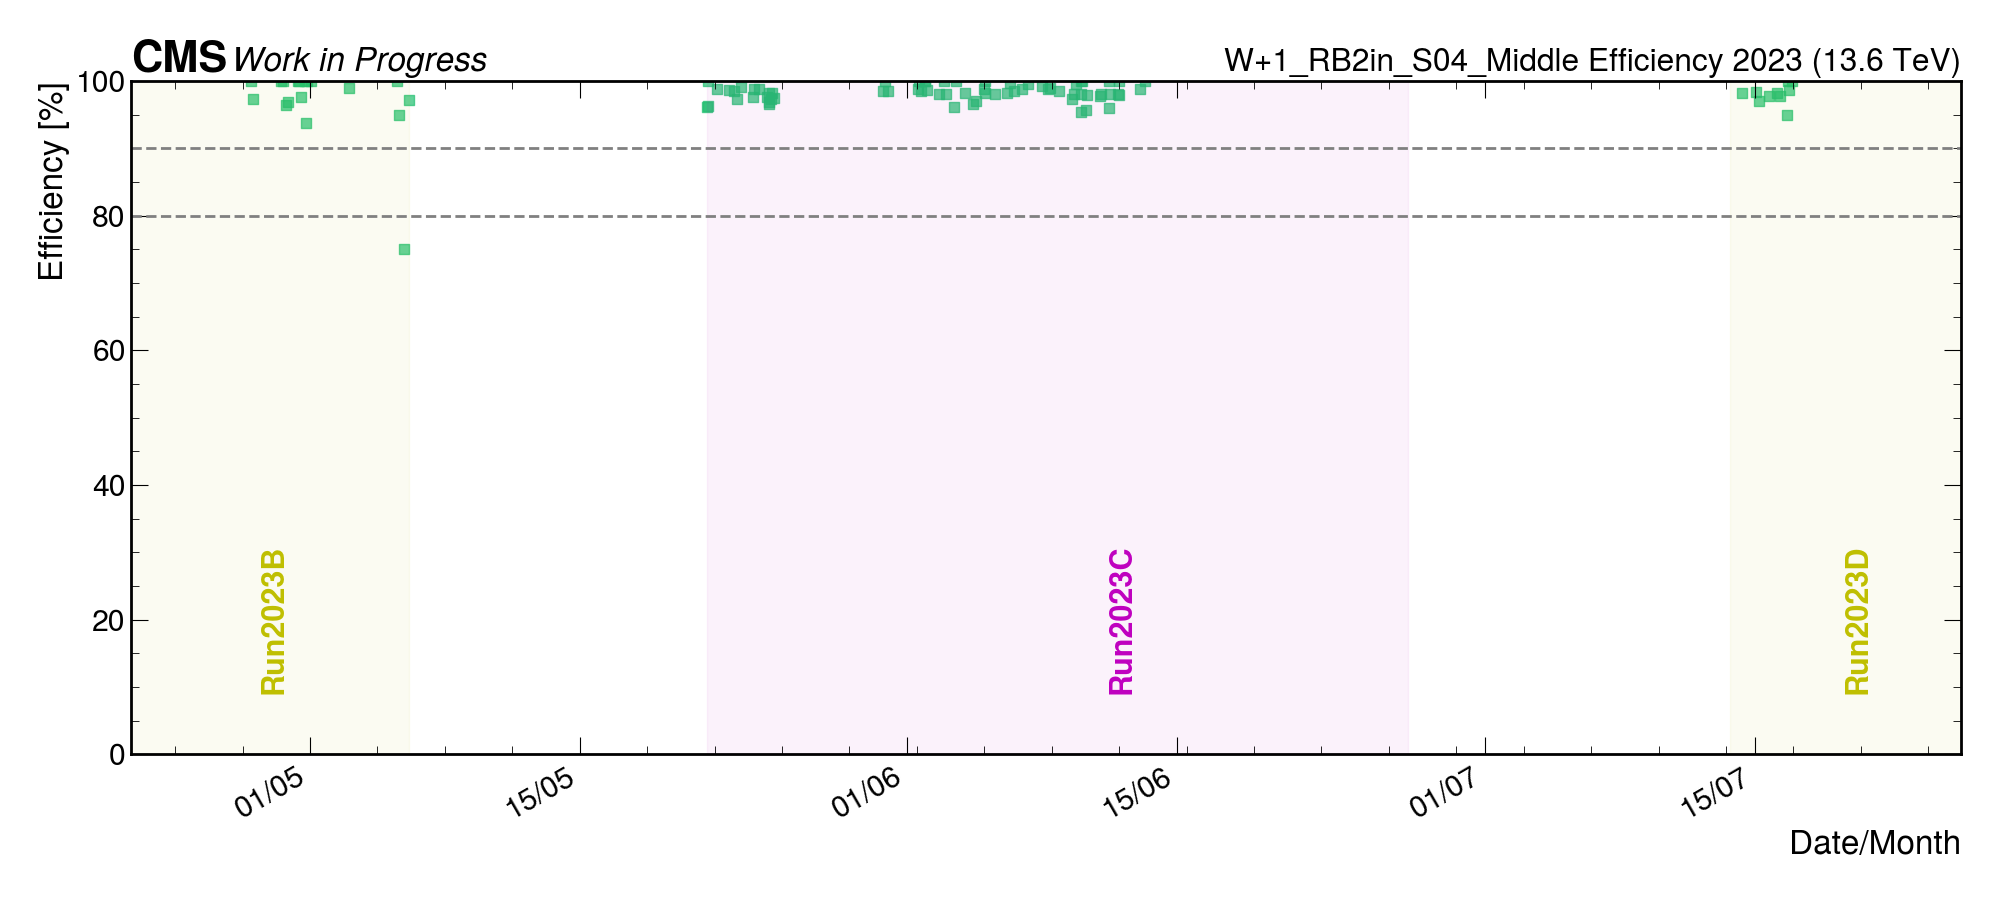 CMS Work in Progress
W+1_RB2in_S04_Middle Efficiency 2023 (13.6 TeV)
Efficiency [%]
100
80
60
40
20
0
Run2023B
Run2023C
Run2023D
01/05
15/05
01/06
15/06
01/07
15/07
Date/Month